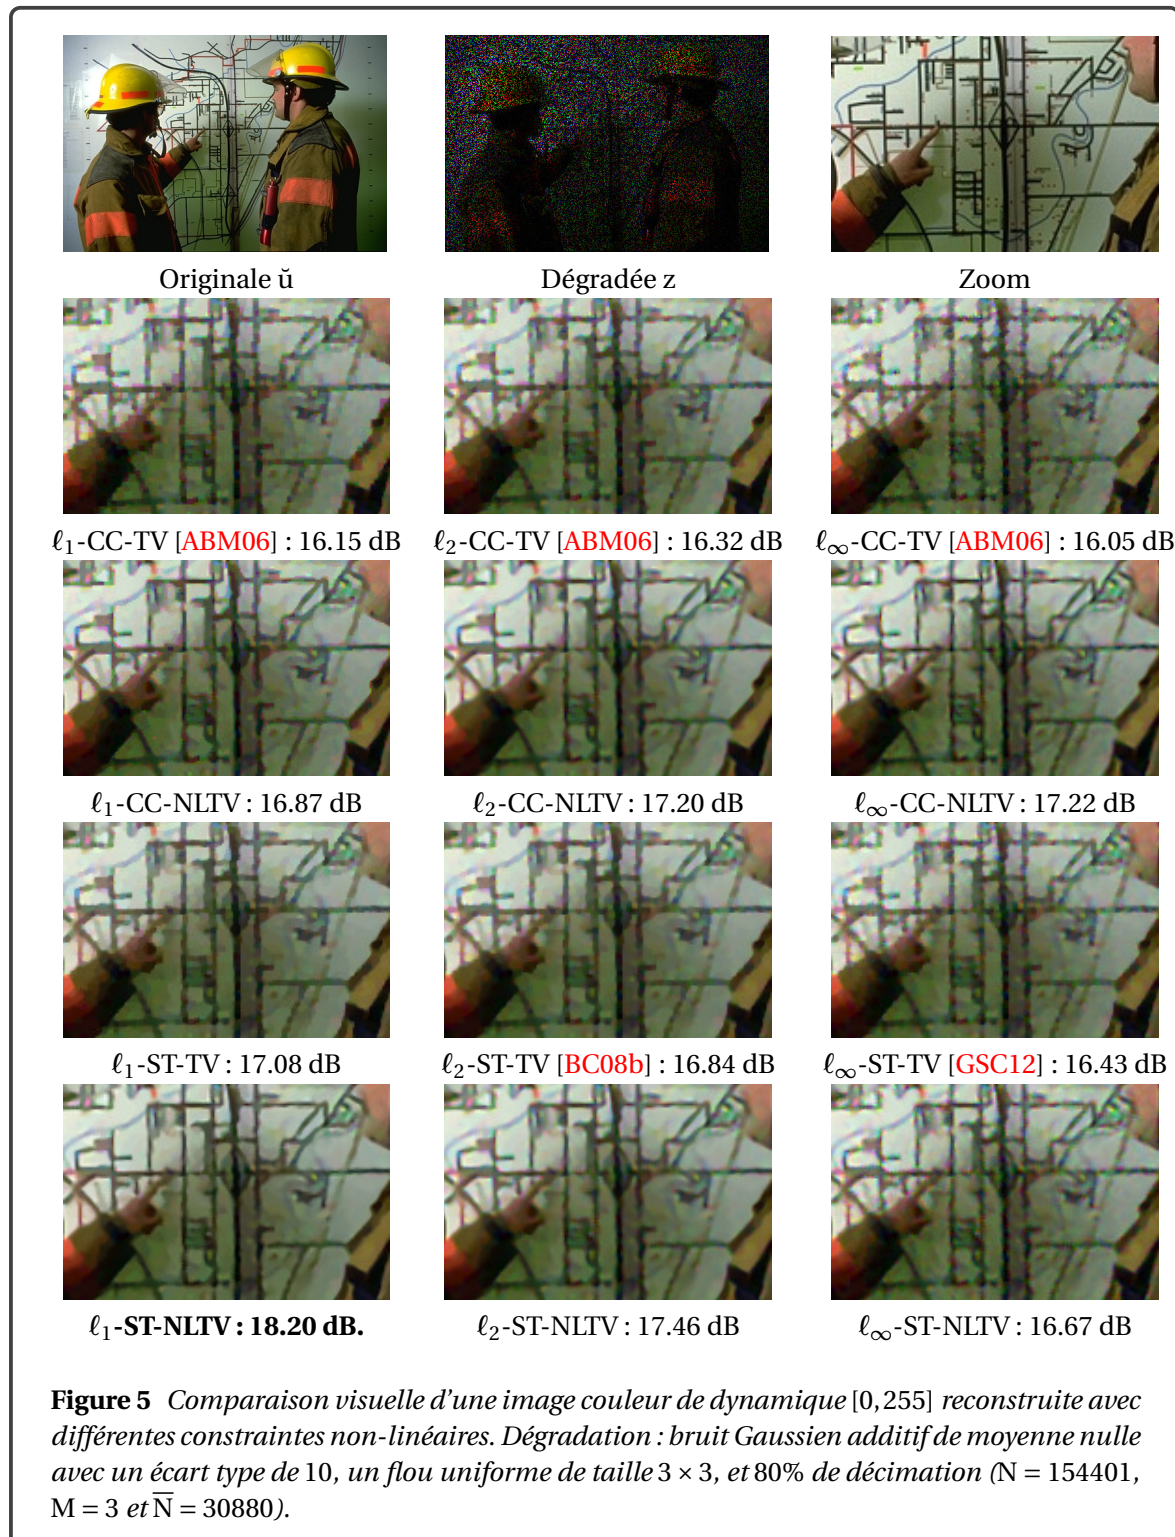 Originale ŭ
Dégradée z
Zoom
ℓ₁-CC-TV [ABM06] : 16.15 dB
ℓ₂-CC-TV [ABM06] : 16.32 dB
ℓ∞-CC-TV [ABM06] : 16.05 dB
ℓ₁-CC-NLTV : 16.87 dB
ℓ₂-CC-NLTV : 17.20 dB
ℓ∞-CC-NLTV : 17.22 dB
ℓ₁-ST-TV : 17.08 dB
ℓ₂-ST-TV [BC08b] : 16.84 dB
ℓ∞-ST-TV [GSC12] : 16.43 dB
ℓ₁-ST-NLTV : 18.20 dB.
ℓ₂-ST-NLTV : 17.46 dB
ℓ∞-ST-NLTV : 16.67 dB
Figure 5 Comparaison visuelle d'une image couleur de dynamique [0,255] reconstruite avec
différentes contraintes non-linéaires. Dégradation : bruit Gaussien additif de moyenne nulle
avec un écart type de 10, un flou uniforme de taille 3 × 3, et 80% de décimation (N = 154401,
M = 3 et N̅ = 30880).